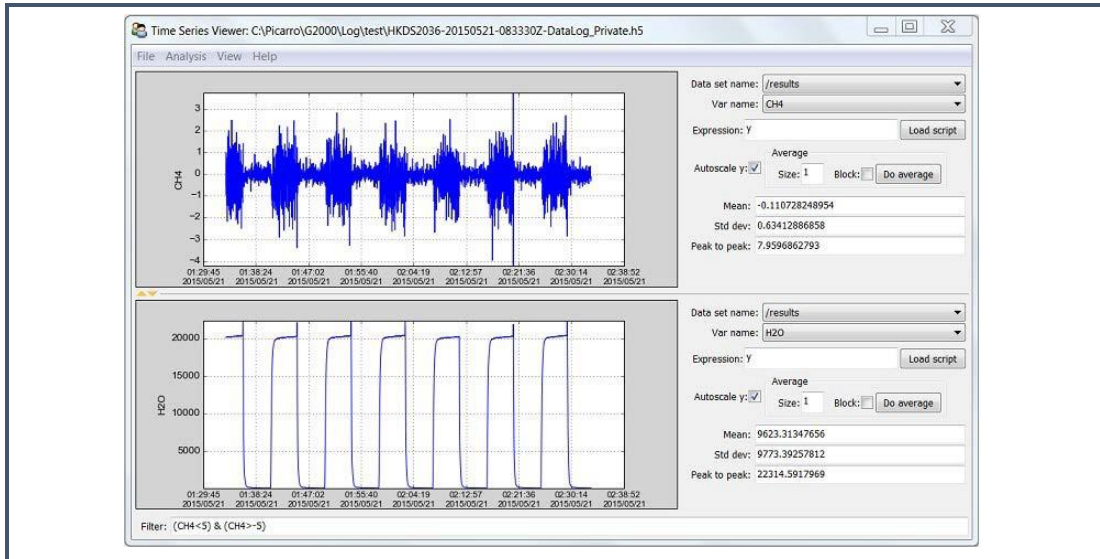 Time Series Viewer: C:\Picarro\G2000\Log\test\HKDS2036-20150521-083330Z-DataLog_Private.h5
File Analysis View Help
3
2
1
0
−1
−2
−3
−4
CH4
01:29:45 01:38:24 01:47:02 01:55:40 02:04:19 02:12:57 02:21:36 02:30:14 02:38:52
2015/05/21 2015/05/21 2015/05/21 2015/05/21 2015/05/21 2015/05/21 2015/05/21 2015/05/21 2015/05/21
Data set name: /results
Var name: CH4
Expression: y Load script
Average
Autoscale y: Size: 1 Block: Do average
Mean: -0.110728248954
Std dev: 0.63412886858
Peak to peak: 7.9596862793
20000
15000
10000
5000
H2O
01:29:45 01:38:24 01:47:02 01:55:40 02:04:19 02:12:57 02:21:36 02:30:14 02:38:52
2015/05/21 2015/05/21 2015/05/21 2015/05/21 2015/05/21 2015/05/21 2015/05/21 2015/05/21 2015/05/21
Data set name: /results
Var name: H2O
Expression: y Load script
Average
Autoscale y: Size: 1 Block: Do average
Mean: 9623.31347656
Std dev: 9773.39257812
Peak to peak: 22314.5917969
Filter: (CH4<5) & (CH4>-5)